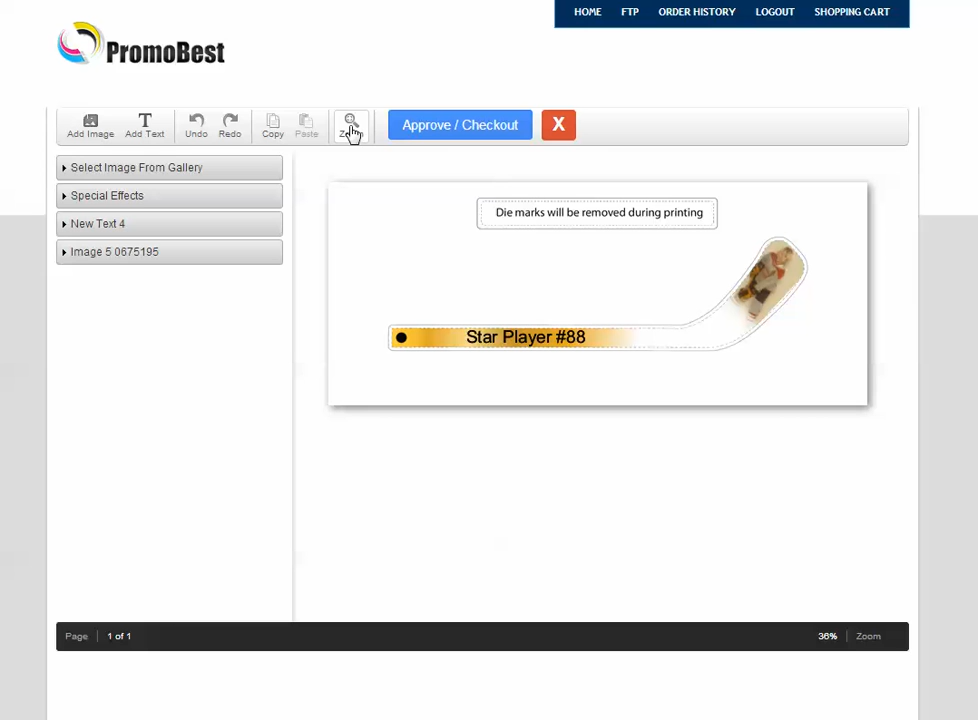 HOME FTP ORDER HISTORY LOGOUT SHOPPING CART
PromoBest
Add Image Add Text Undo Redo Copy Paste Approve / Checkout X
Select Image From Gallery
Special Effects
New Text 4
Image 5 0675195
Die marks will be removed during printing
Star Player #88
Page 1 of 1 36% Zoom